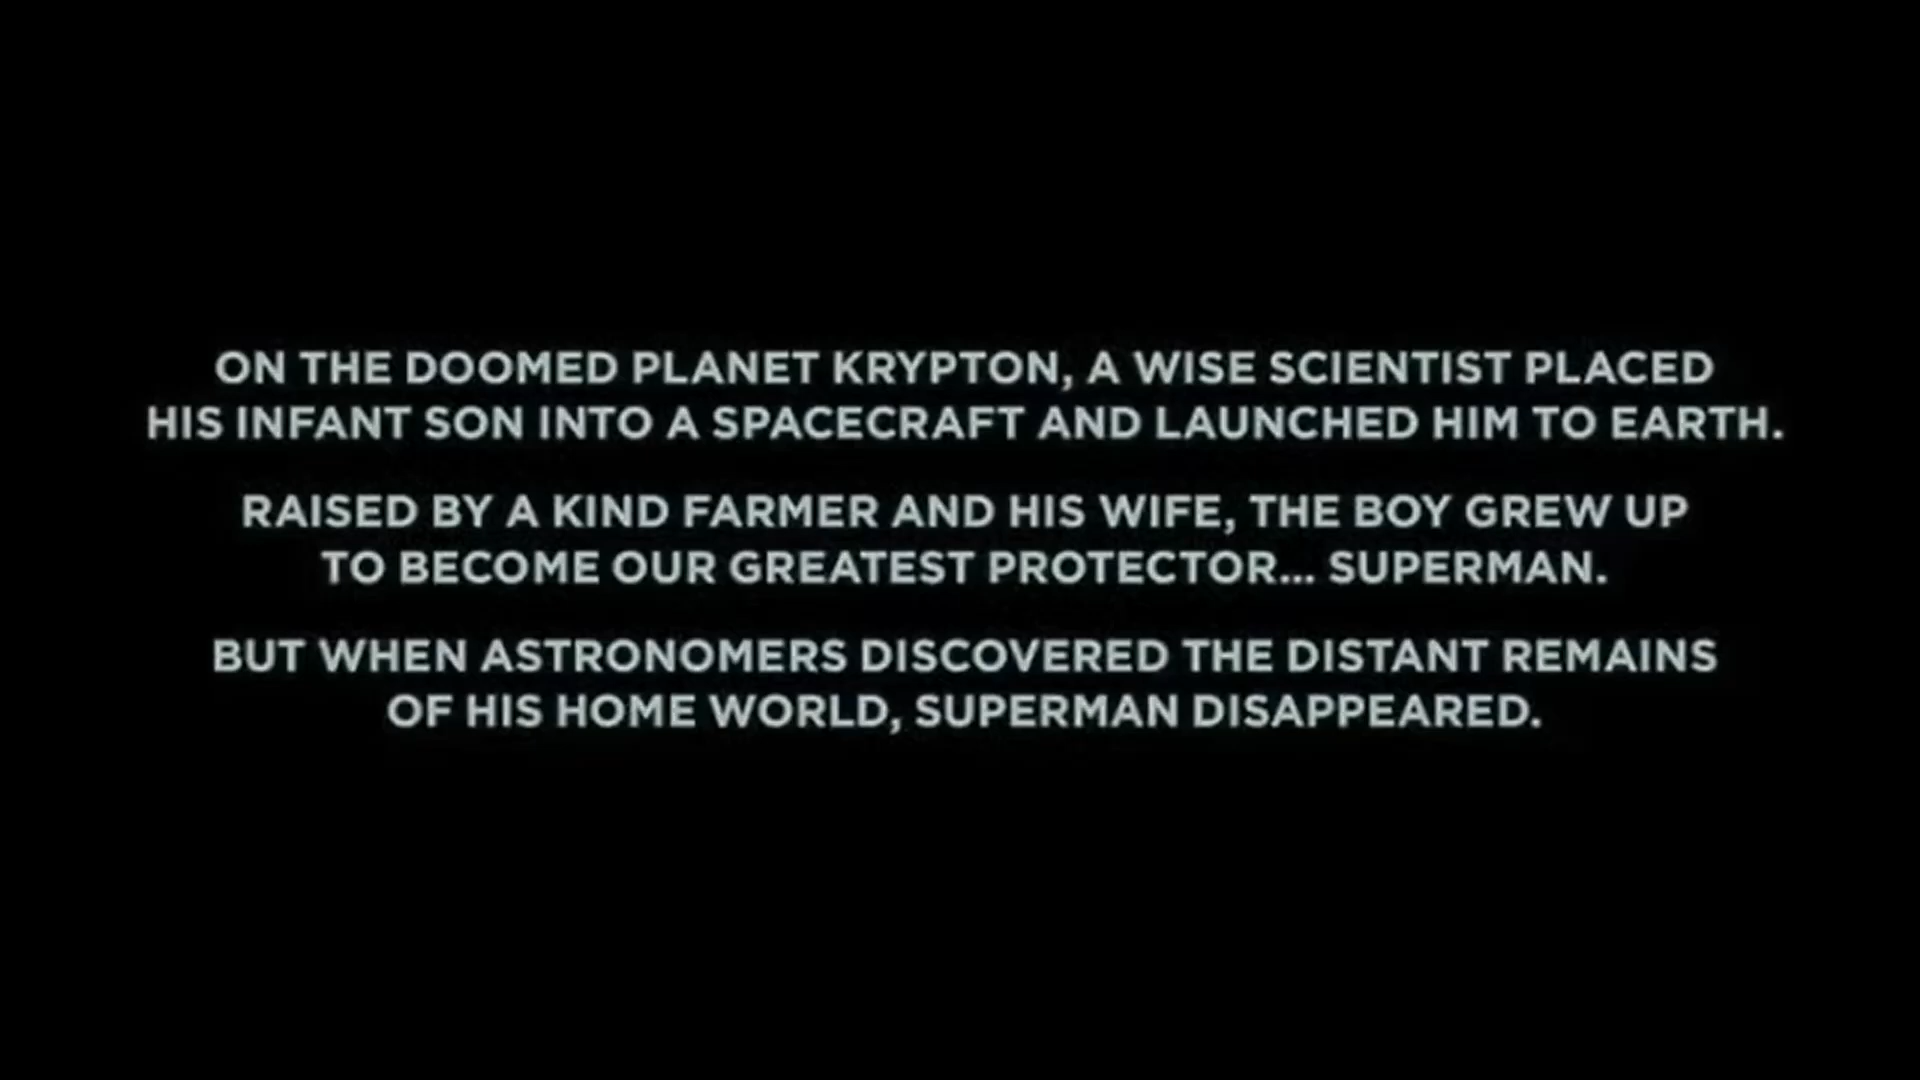 ON THE DOOMED PLANET KRYPTON, A WISE SCIENTIST PLACED
HIS INFANT SON INTO A SPACECRAFT AND LAUNCHED HIM TO EARTH.
RAISED BY A KIND FARMER AND HIS WIFE, THE BOY GREW UP
TO BECOME OUR GREATEST PROTECTOR... SUPERMAN.
BUT WHEN ASTRONOMERS DISCOVERED THE DISTANT REMAINS
OF HIS HOME WORLD, SUPERMAN DISAPPEARED.